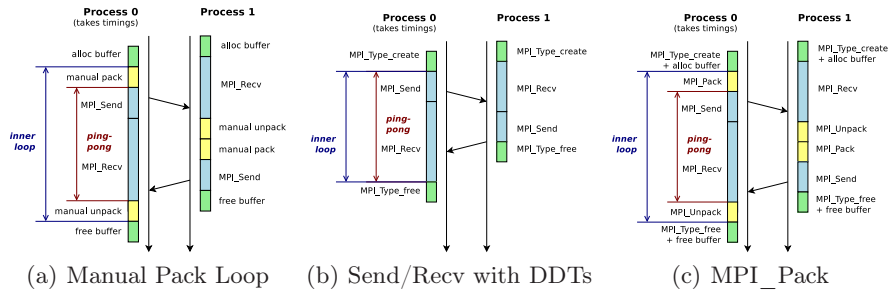 Process 0
(takes timings)
Process 1
alloc buffer
manual pack
MPI_Send
inner
loop
ping-
pong
MPI_Recv
manual unpack
free buffer
alloc buffer
MPI_Recv
manual unpack
manual pack
MPI_Send
free buffer
(a) Manual Pack Loop
Process 0
(takes timings)
Process 1
MPI_Type_create
MPI_Send
inner
loop
ping-
pong
MPI_Recv
MPI_Type_free
MPI_Type_create
MPI_Recv
MPI_Send
MPI_Type_free
(b) Send/Recv with DDTs
Process 0
(takes timings)
Process 1
MPI_Type_create
+ alloc buffer
MPI_Pack
MPI_Send
inner
loop
ping-
pong
MPI_Recv
MPI_Unpack
MPI_Type_free
+ free buffer
MPI_Type_create
+ alloc buffer
MPI_Recv
MPI_Unpack
MPI_Pack
MPI_Send
MPI_Type_free
+ free buffer
(c) MPI_Pack